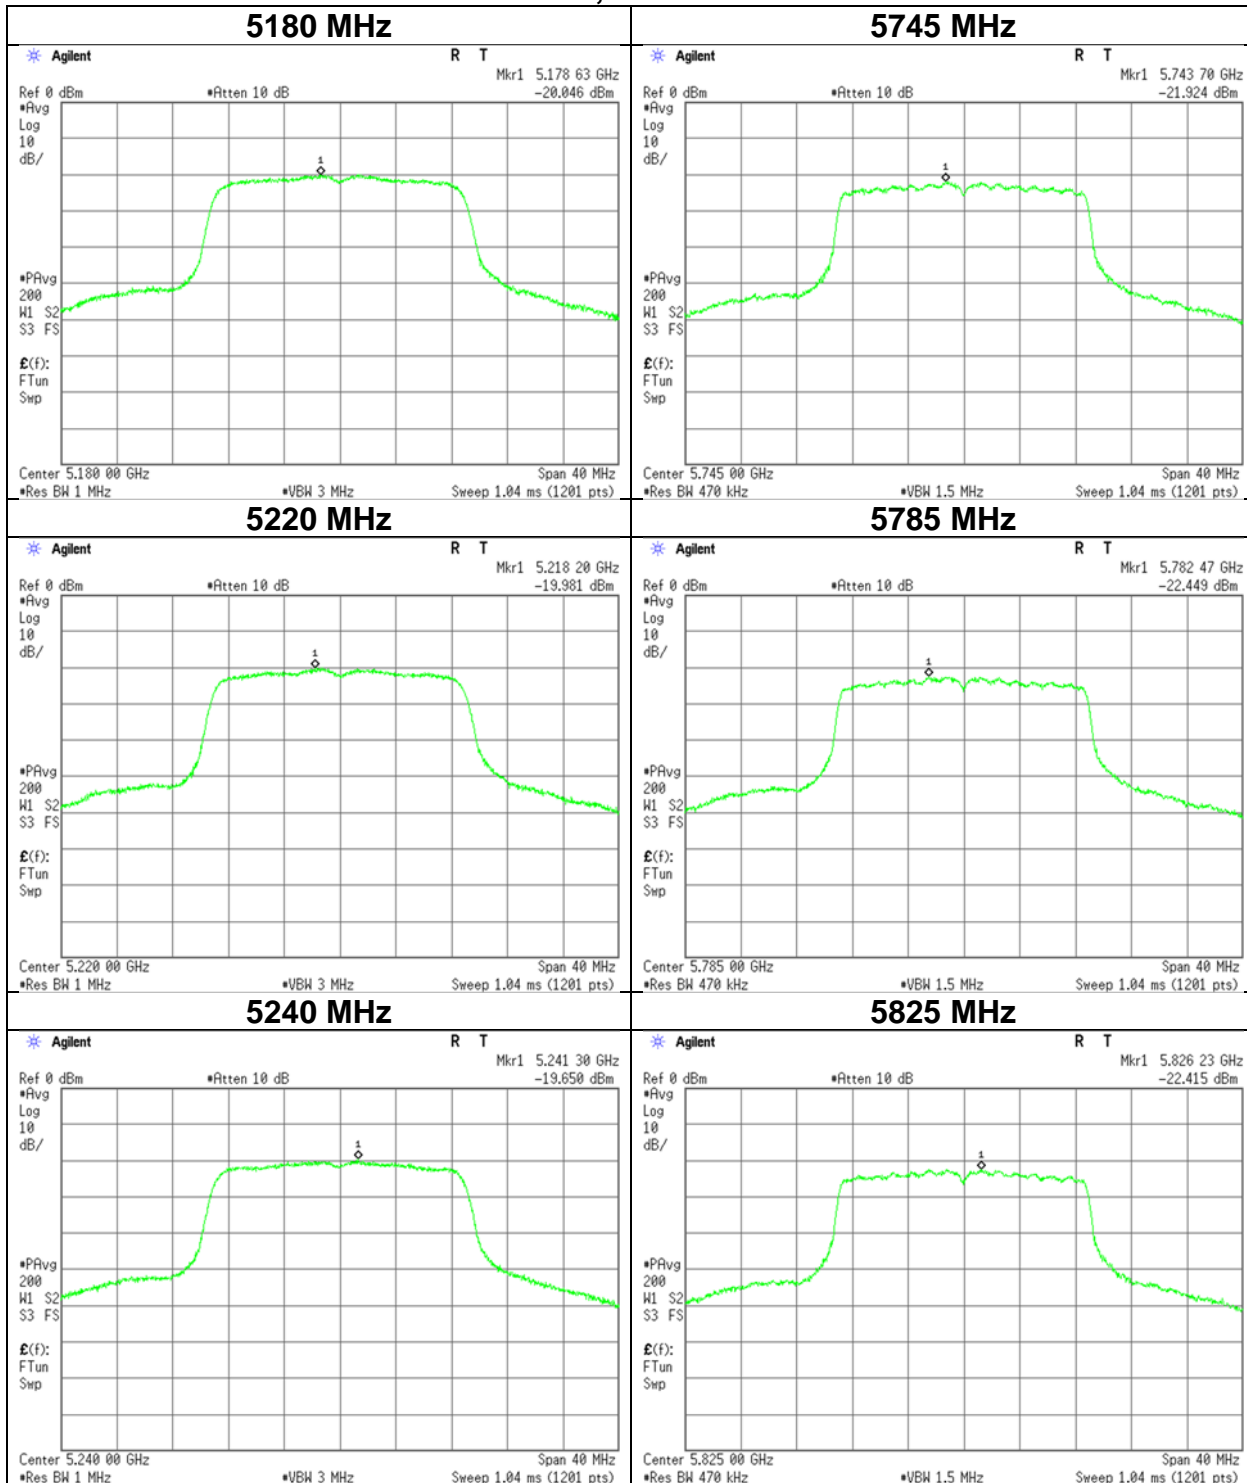 5180 MHz
Agilent
R T
Mkr1 5.178 63 GHz
Ref 0 dBm
*Atten 10 dB
-20.046 dBm
*Avg
Log
10
dB/
1
*PAvg
200
W1 S2
S3 FS
£(f):
FTun
Swp
Center 5.180 00 GHz
Span 40 MHz
*Res BW 1 MHz
*VBW 3 MHz
Sweep 1.04 ms (1201 pts)
5745 MHz
Agilent
R T
Mkr1 5.743 70 GHz
Ref 0 dBm
*Atten 10 dB
-21.924 dBm
*Avg
Log
10
dB/
1
*PAvg
200
W1 S2
S3 FS
£(f):
FTun
Swp
Center 5.745 00 GHz
Span 40 MHz
*Res BW 470 kHz
*VBW 1.5 MHz
Sweep 1.04 ms (1201 pts)
5220 MHz
Agilent
R T
Mkr1 5.218 20 GHz
Ref 0 dBm
*Atten 10 dB
-19.981 dBm
*Avg
Log
10
dB/
1
*PAvg
200
W1 S2
S3 FS
£(f):
FTun
Swp
Center 5.220 00 GHz
Span 40 MHz
*Res BW 1 MHz
*VBW 3 MHz
Sweep 1.04 ms (1201 pts)
5785 MHz
Agilent
R T
Mkr1 5.782 47 GHz
Ref 0 dBm
*Atten 10 dB
-22.449 dBm
*Avg
Log
10
dB/
1
*PAvg
200
W1 S2
S3 FS
£(f):
FTun
Swp
Center 5.785 00 GHz
Span 40 MHz
*Res BW 470 kHz
*VBW 1.5 MHz
Sweep 1.04 ms (1201 pts)
5240 MHz
Agilent
R T
Mkr1 5.241 30 GHz
Ref 0 dBm
*Atten 10 dB
-19.650 dBm
*Avg
Log
10
dB/
1
*PAvg
200
W1 S2
S3 FS
£(f):
FTun
Swp
Center 5.240 00 GHz
Span 40 MHz
*Res BW 1 MHz
*VBW 3 MHz
Sweep 1.04 ms (1201 pts)
5825 MHz
Agilent
R T
Mkr1 5.826 23 GHz
Ref 0 dBm
*Atten 10 dB
-22.415 dBm
*Avg
Log
10
dB/
1
*PAvg
200
W1 S2
S3 FS
£(f):
FTun
Swp
Center 5.825 00 GHz
Span 40 MHz
*Res BW 470 kHz
*VBW 1.5 MHz
Sweep 1.04 ms (1201 pts)